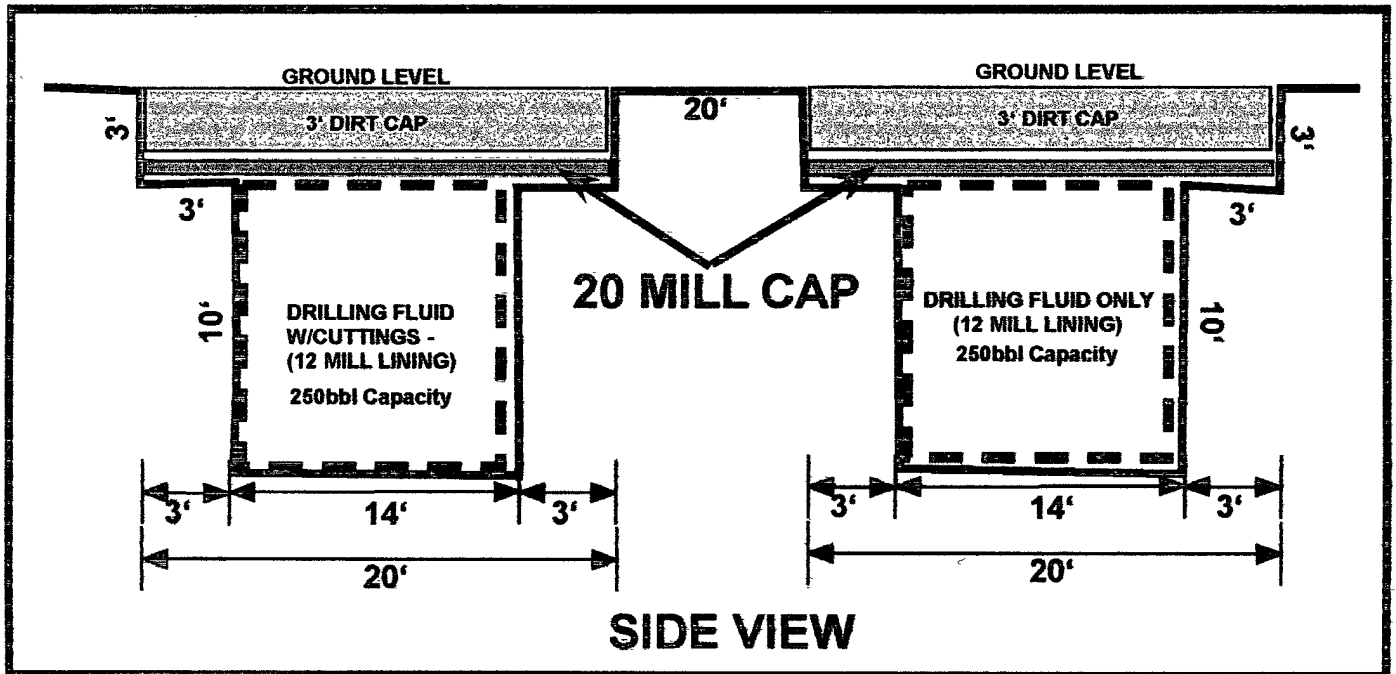 GROUND LEVEL
GROUND LEVEL
20‘
3‘
3‘ DIRT CAP
3‘ DIRT CAP
3‘
3‘
3‘
20 MILL CAP
10‘
DRILLING FLUID
W/CUTTINGS -
(12 MILL LINING)
250bbl Capacity
DRILLING FLUID ONLY
(12 MILL LINING)
250bbl Capacity
10‘
3‘
14‘
3‘
3‘
14‘
3‘
20‘
20‘
SIDE VIEW